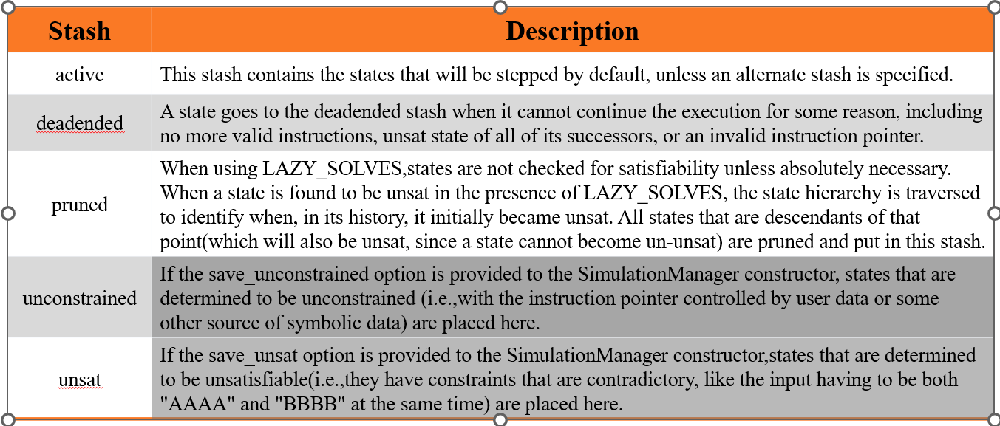 Stash Description
active This stash contains the states that will be stepped by default, unless an alternate stash is specified.
deadended A state goes to the deadended stash when it cannot continue the execution for some reason, including
no more valid instructions, unsat state of all of its successors, or an invalid instruction pointer.
pruned When using LAZY_SOLVES,states are not checked for satisfiability unless absolutely necessary.
When a state is found to be unsat in the presence of LAZY_SOLVES, the state hierarchy is traversed
to identify when, in its history, it initially became unsat. All states that are descendants of that
point(which will also be unsat, since a state cannot become un-unsat) are pruned and put in this stash.
unconstrained If the save_unconstrained option is provided to the SimulationManager constructor, states that are
determined to be unconstrained (i.e.,with the instruction pointer controlled by user data or some
other source of symbolic data) are placed here.
unsat If the save_unsat option is provided to the SimulationManager constructor,states that are determined
to be unsatisfiable(i.e.,they have constraints that are contradictory, like the input having to be both
"AAAA" and "BBBB" at the same time) are placed here.